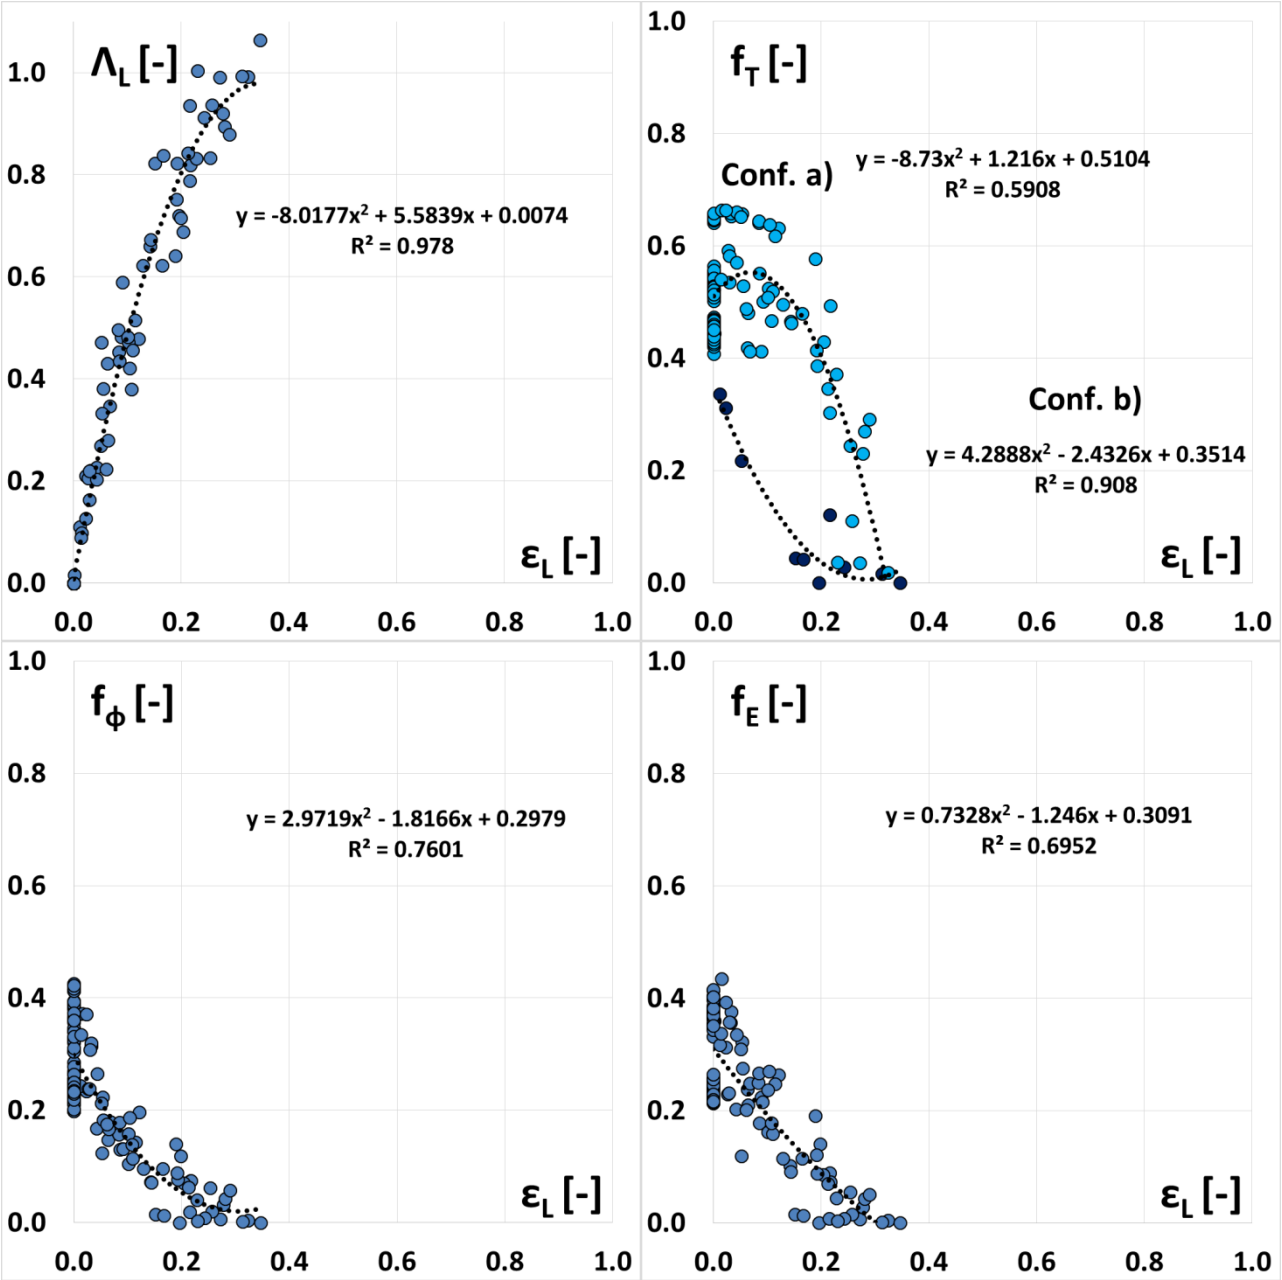 Λ_L [-]
1.0
0.8
0.6
0.4
0.2
0.0
y = -8.0177x² + 5.5839x + 0.0074
R² = 0.978
ε_L [-]
0.0 0.2 0.4 0.6 0.8 1.0
f_T [-]
1.0
0.8
0.6
0.4
0.2
0.0
Conf. a)
y = -8.73x² + 1.216x + 0.5104
R² = 0.5908
Conf. b)
y = 4.2888x² - 2.4326x + 0.3514
R² = 0.908
ε_L [-]
0.0 0.2 0.4 0.6 0.8 1.0
f_ϕ [-]
1.0
0.8
0.6
0.4
0.2
0.0
y = 2.9719x² - 1.8166x + 0.2979
R² = 0.7601
ε_L [-]
0.0 0.2 0.4 0.6 0.8 1.0
f_E [-]
1.0
0.8
0.6
0.4
0.2
0.0
y = 0.7328x² - 1.246x + 0.3091
R² = 0.6952
ε_L [-]
0.0 0.2 0.4 0.6 0.8 1.0